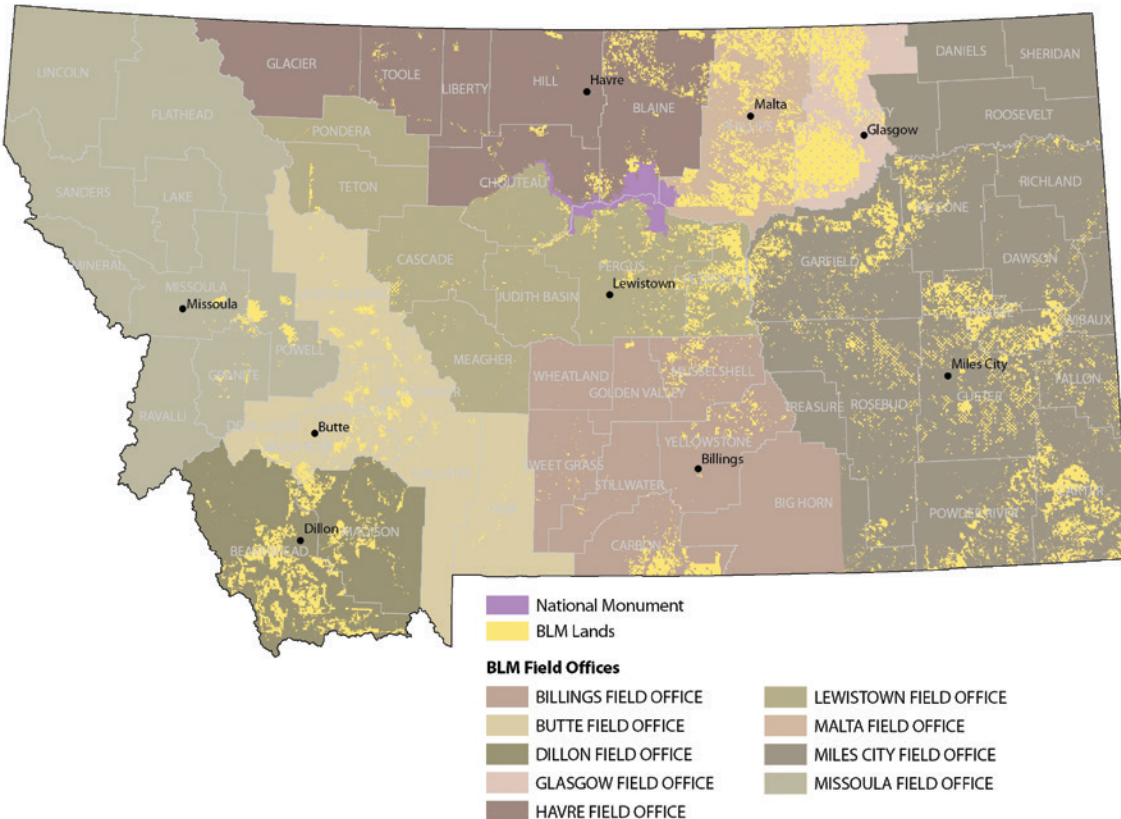 DANIELS
SHERIDAN
LINCOLN
GLACIER
TOOLE
LIBERTY
HILL
Havre
BLAINE
Malta
FLATHEAD
ROOSEVELT
PONDERA
Glasgow
SANDERS
LAKE
TETON
CHOUTEAU
RICHLAND
MINERAL
MISSOULA
Missoula
CASCADE
FERGUS
JUDITH BASIN
Lewistown
GARFIELD
DAWSON
WIBAUX
POWELL
MEAGHER
GRANITE
RAVALLI
WHEATLAND
GOLDEN VALLEY
MUSSELSHELL
Miles City
TREASURE
ROSEBUD
CUSTER
FALLON
Butte
SWEET GRASS
STILLWATER
YELLOWSTONE
Billings
BIG HORN
POWDER RIVER
CARTER
Dillon
BEAVERHEAD
MADISON
CARBON
National Monument
BLM Lands
BLM Field Offices
BILLINGS FIELD OFFICE
BUTTE FIELD OFFICE
DILLON FIELD OFFICE
GLASGOW FIELD OFFICE
HAVRE FIELD OFFICE
LEWISTOWN FIELD OFFICE
MALTA FIELD OFFICE
MILES CITY FIELD OFFICE
MISSOULA FIELD OFFICE